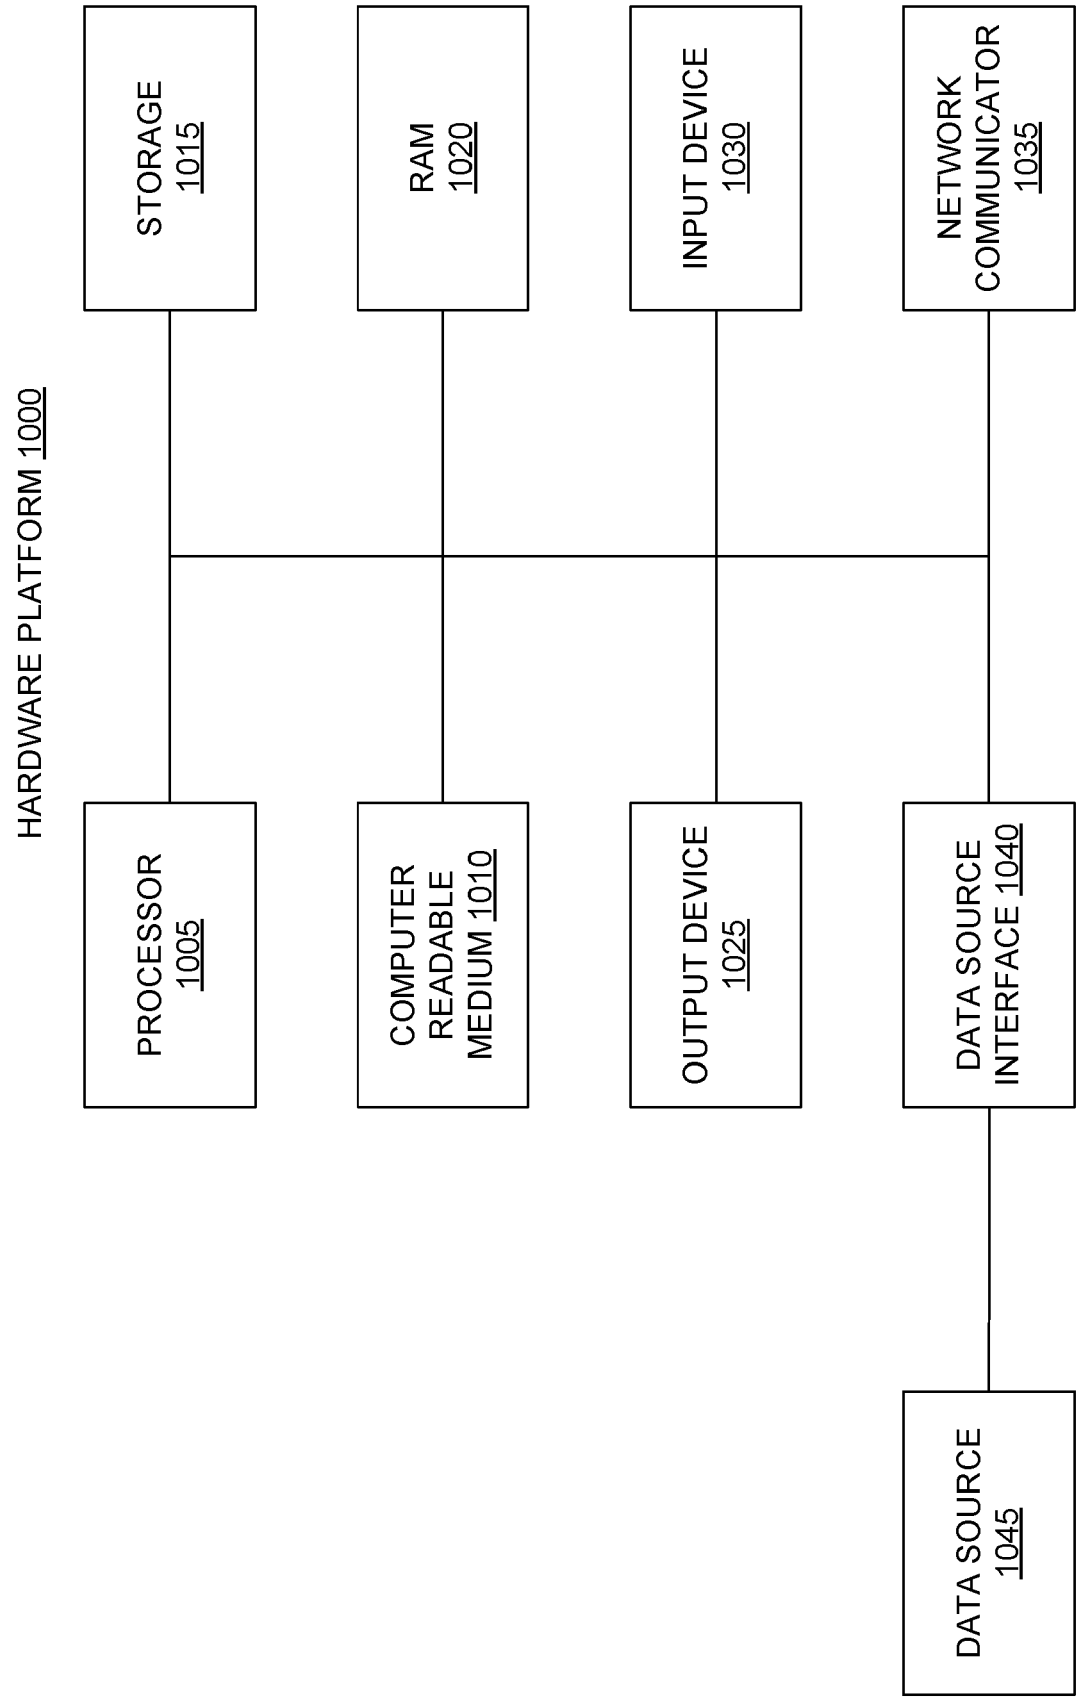 HARDWARE PLATFORM 1000
PROCESSOR
1005
STORAGE
1015
COMPUTER
READABLE
MEDIUM 1010
RAM
1020
OUTPUT DEVICE
1025
INPUT DEVICE
1030
DATA SOURCE
1045
DATA SOURCE
INTERFACE 1040
NETWORK
COMMUNICATOR
1035